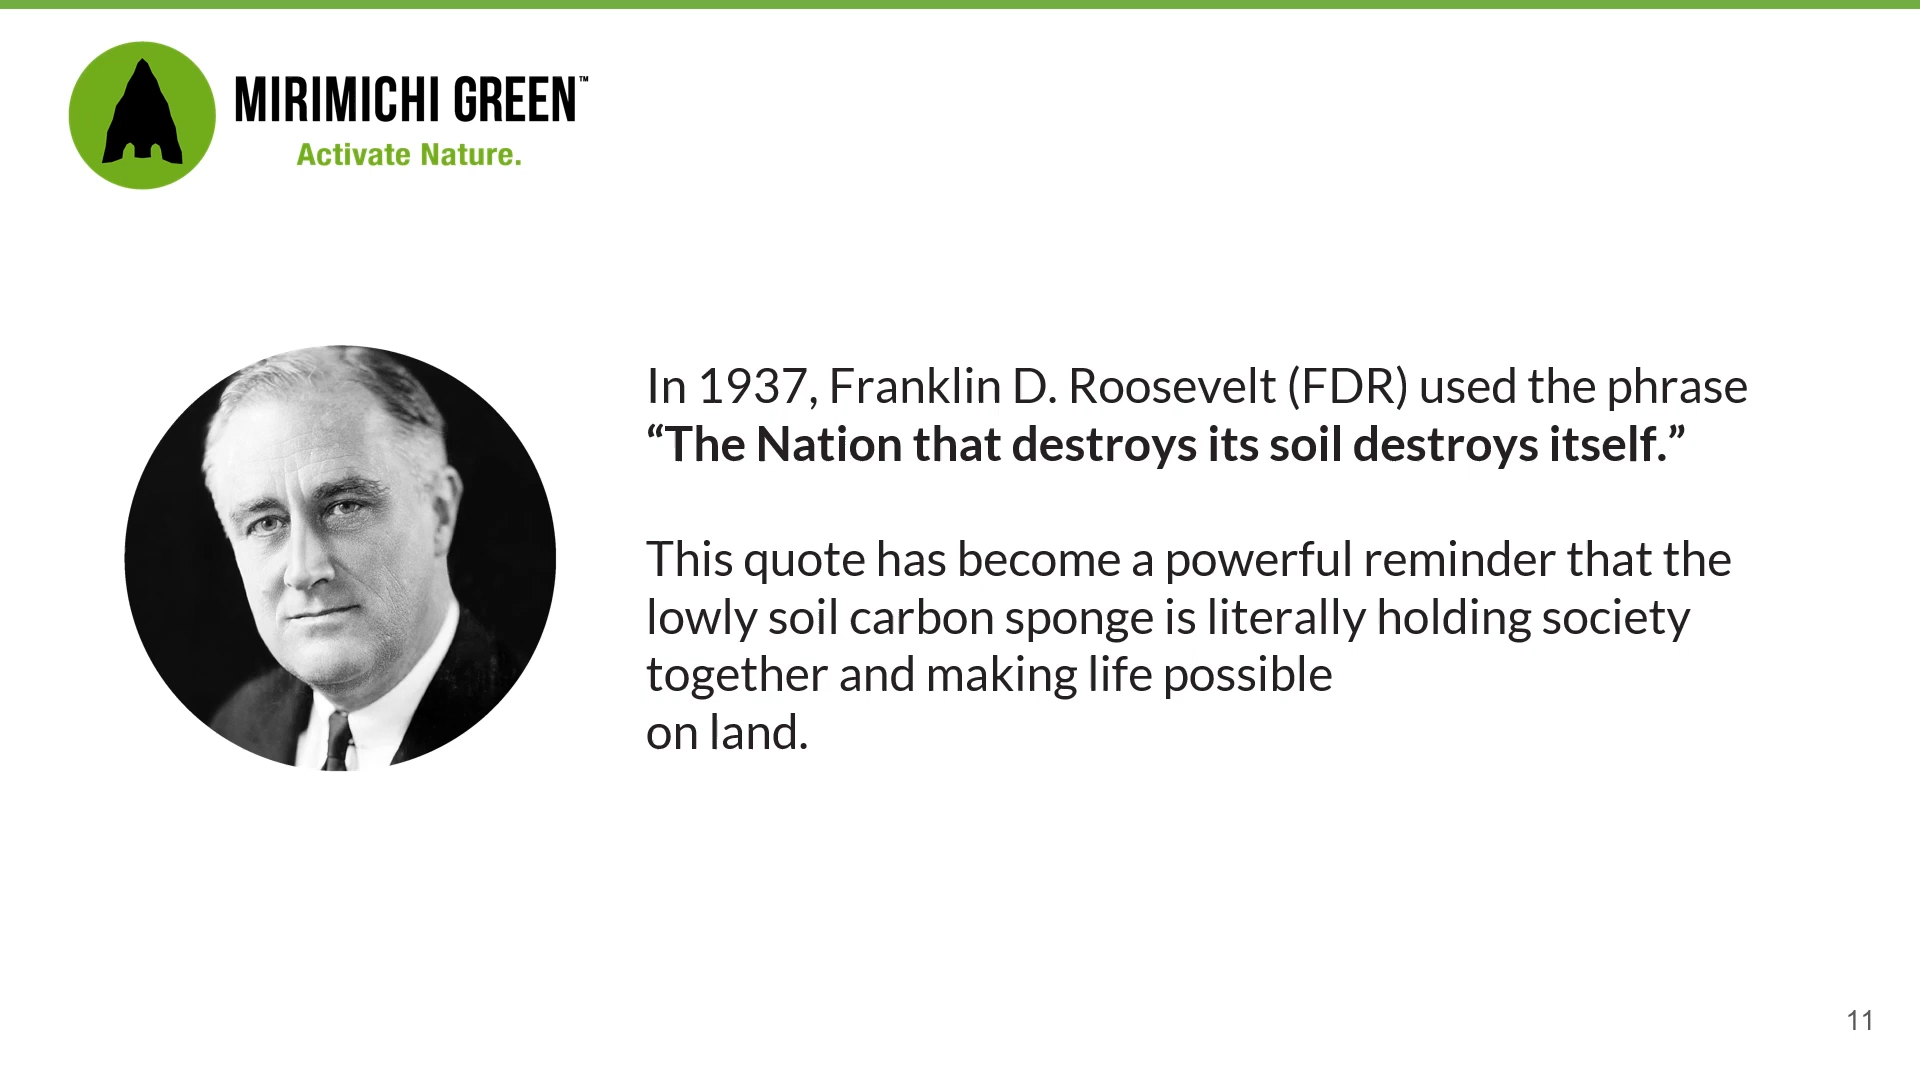 MIRIMICHI GREEN™
Activate Nature.
In 1937, Franklin D. Roosevelt (FDR) used the phrase
“The Nation that destroys its soil destroys itself.”
This quote has become a powerful reminder that the
lowly soil carbon sponge is literally holding society
together and making life possible
on land.
11